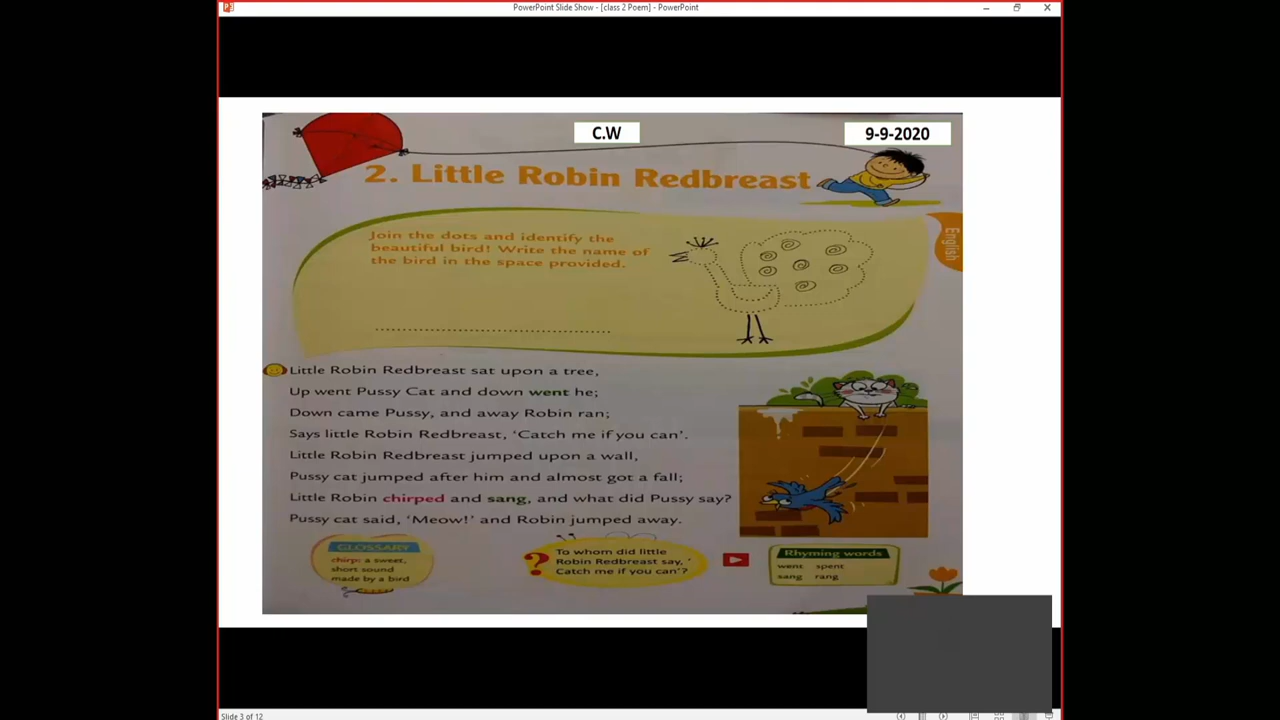 PowerPoint Slide Show - [class 2 Poem] - PowerPoint
C.W
9-9-2020
2. Little Robin Redbreast
Join the dots and identify the
beautiful bird! Write the name of
the bird in the space provided.
English
Little Robin Redbreast sat upon a tree,
Up went Pussy Cat and down went he;
Down came Pussy, and away Robin ran;
Says little Robin Redbreast, ‘Catch me if you can’.
Little Robin Redbreast jumped upon a wall,
Pussy cat jumped after him and almost got a fall;
Little Robin chirped and sang, and what did Pussy say?
Pussy cat said, ‘Meow!’ and Robin jumped away.
GLOSSARY
chirp: a sweet,
short sound
made by a bird
?
To whom did little
Robin Redbreast say, ‘
Catch me if you can’?
Rhyming words
went spent
sang rang
Slide 3 of 12